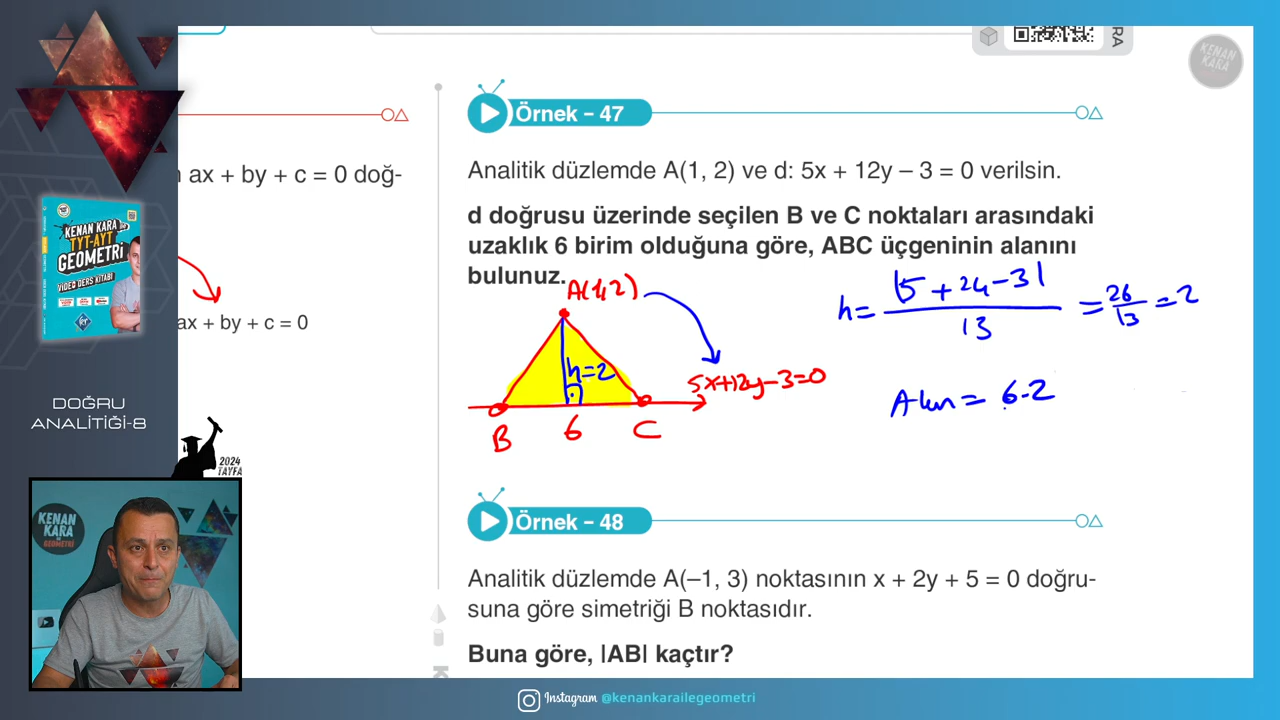 RA
KENAN
KARA
ax + by + c = 0 doğ-
ax + by + c = 0
KENAN KARA
TYT-AYT
GEOMETRİ
VİDEO DERS KİTABI
DOĞRU
ANALİTİĞİ-8
2024
TAYFA
KENAN
KARA
GEOMETRİ
Örnek – 47
Analitik düzlemde A(1, 2) ve d: 5x + 12y – 3 = 0 verilsin.
d doğrusu üzerinde seçilen B ve C noktaları arasındaki
uzaklık 6 birim olduğuna göre, ABC üçgeninin alanını
bulunuz.
A(1,2)
h = |5 + 24 - 3| / 13 = 26/13 = 2
h=2
5x+12y-3=0
B 6 C
Alan = 6.2
Örnek – 48
Analitik düzlemde A(–1, 3) noktasının x + 2y + 5 = 0 doğru-
suna göre simetriği B noktasıdır.
Buna göre, |AB| kaçtır?
Instagram @kenankarailegeometri